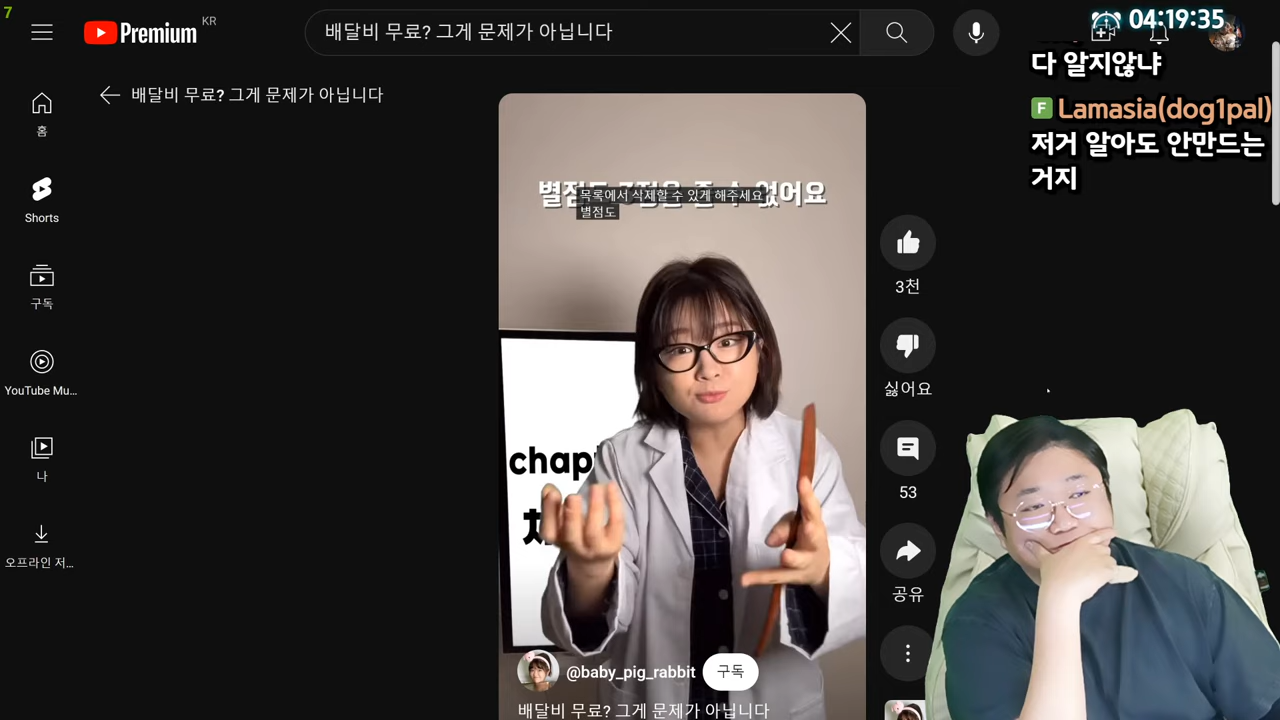 7
Premium
KR
배달비 무료? 그게 문제가 아닙니다
04:19:35
배달비 무료? 그게 문제가 아닙니다
다 알지않냐
F Lamasia(dog1pal)
저거 알아도 안만드는
거지
홈
Shorts
구독
YouTube Mu...
나
오프라인 저...
없어요
목록에서 삭제할 수 있게 해주세요
별점도
chap
3천
싫어요
53
공유
@baby_pig_rabbit
구독
배달비 무료? 그게 문제가 아닙니다